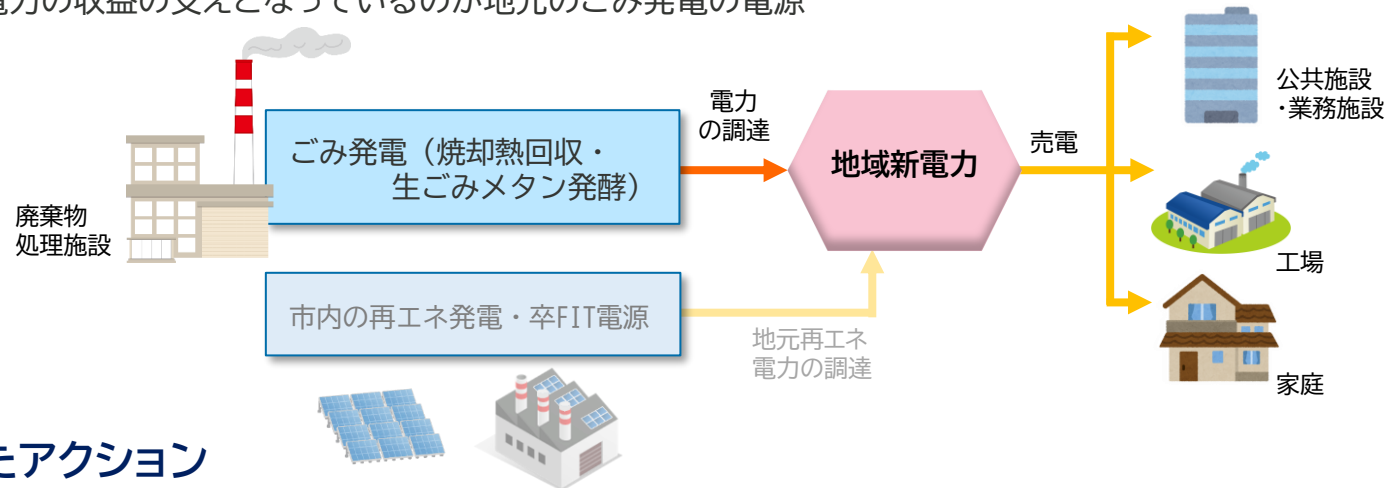 電力の収益の支えとなっているのが地元のごみ発電の電源
廃棄物
処理施設
ごみ発電（焼却熱回収・
生ごみメタン発酵）
電力
の調達
地域新電力
売電
公共施設
・業務施設
工場
家庭
市内の再エネ発電・卒FIT電源
地元再エネ
電力の調達
たアクション